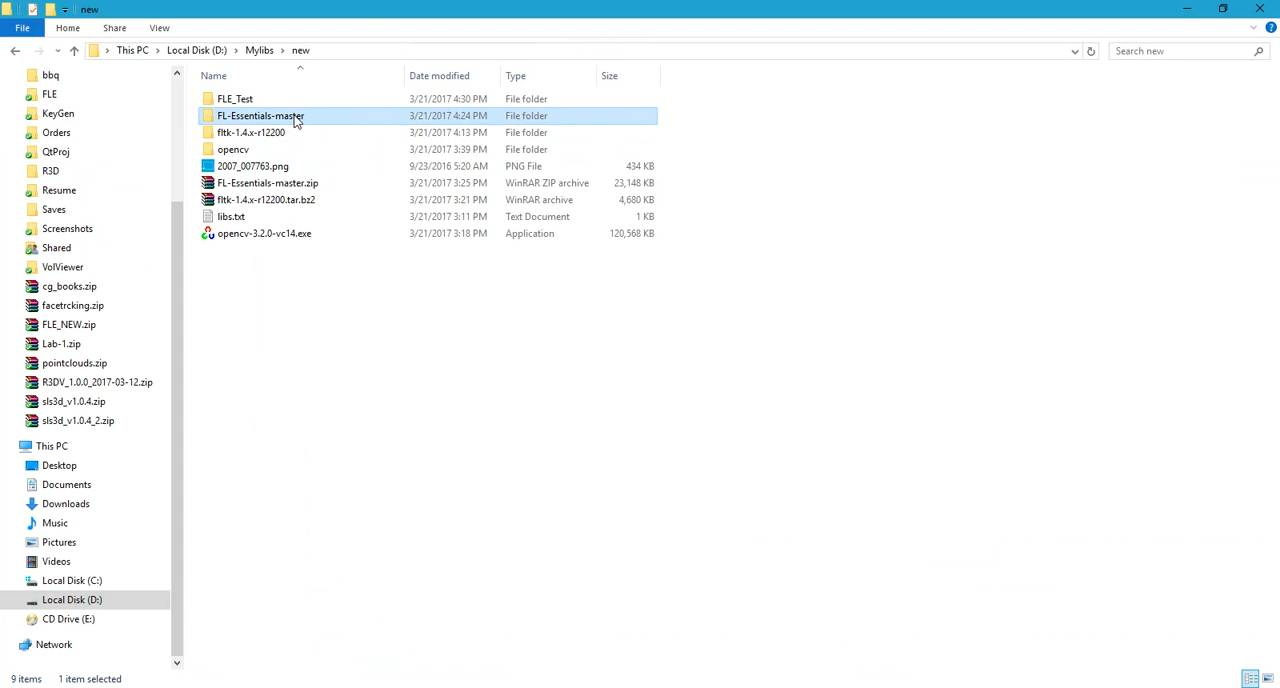 new
File Home Share View
This PC Local Disk (D:) Mylibs new Search new
Name Date modified Type Size
bbq
FLE
KeyGen
Orders
QtProj
R3D
Resume
Saves
Screenshots
Shared
VolViewer
cg_books.zip
facetrcking.zip
FLE_NEW.zip
Lab-1.zip
pointclouds.zip
R3DV_1.0.0_2017-03-12.zip
sls3d_v1.0.4.zip
sls3d_v1.0.4_2.zip
This PC
Desktop
Documents
Downloads
Music
Pictures
Videos
Local Disk (C:)
Local Disk (D:)
CD Drive (E:)
Network
FLE_Test 3/21/2017 4:30 PM File folder
FL-Essentials-master 3/21/2017 4:24 PM File folder
fltk-1.4.x-r12200 3/21/2017 4:13 PM File folder
opencv 3/21/2017 3:39 PM File folder
2007_007763.png 9/23/2016 5:20 AM PNG File 434 KB
FL-Essentials-master.zip 3/21/2017 3:25 PM WinRAR ZIP archive 23,148 KB
fltk-1.4.x-r12200.tar.bz2 3/21/2017 3:21 PM WinRAR archive 4,680 KB
libs.txt 3/21/2017 3:11 PM Text Document 1 KB
opencv-3.2.0-vc14.exe 3/21/2017 3:18 PM Application 120,568 KB
9 items 1 item selected